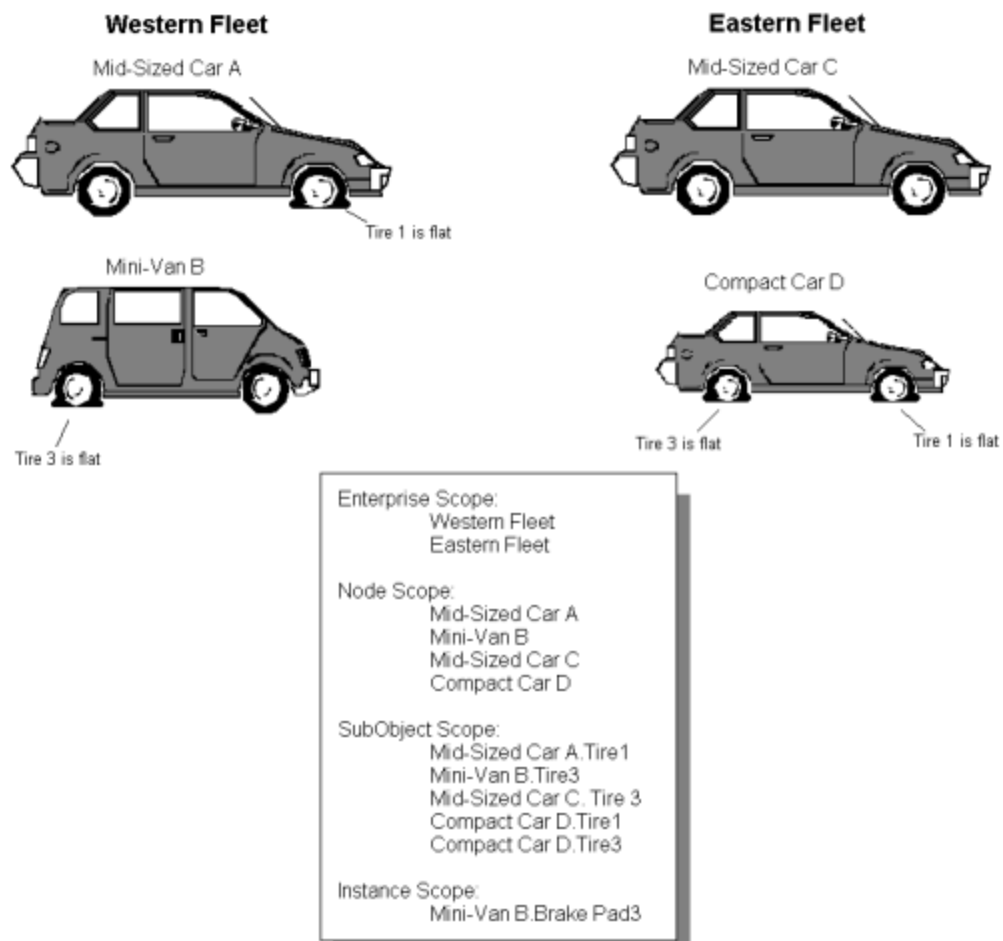 Western Fleet
Eastern Fleet
Mid-Sized Car A
Mid-Sized Car C
Tire 1 is flat
Mini-Van B
Compact Car D
Tire 3 is flat
Tire 3 is flat
Tire 1 is flat
Enterprise Scope:
Western Fleet
Eastern Fleet
Node Scope:
Mid-Sized Car A
Mini-Van B
Mid-Sized Car C
Compact Car D
SubObject Scope:
Mid-Sized Car A.Tire1
Mini-Van B.Tire3
Mid-Sized Car C. Tire 3
Compact Car D.Tire1
Compact Car D.Tire3
Instance Scope:
Mini-Van B.Brake Pad3